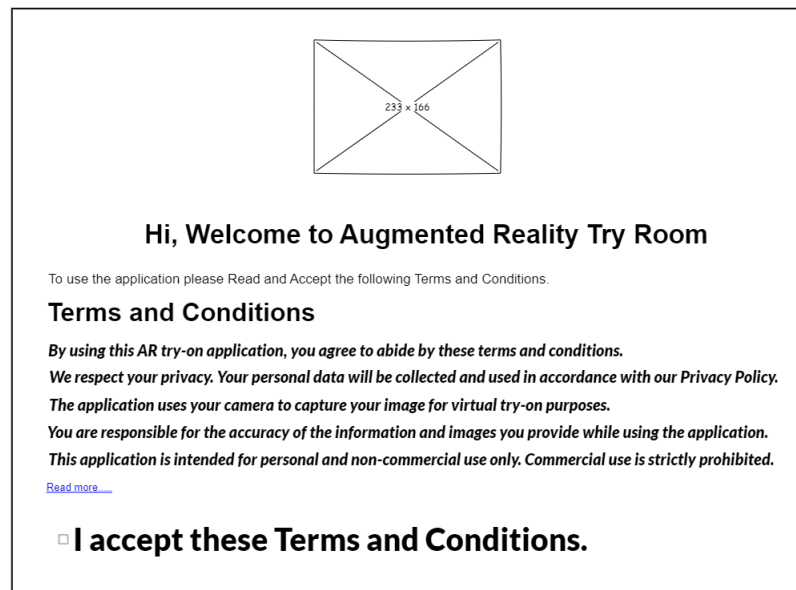 233 x 166
Hi, Welcome to Augmented Reality Try Room
To use the application please Read and Accept the following Terms and Conditions.
Terms and Conditions
By using this AR try-on application, you agree to abide by these terms and conditions.
We respect your privacy. Your personal data will be collected and used in accordance with our Privacy Policy.
The application uses your camera to capture your image for virtual try-on purposes.
You are responsible for the accuracy of the information and images you provide while using the application.
This application is intended for personal and non-commercial use only. Commercial use is strictly prohibited.
Read more.....
I accept these Terms and Conditions.